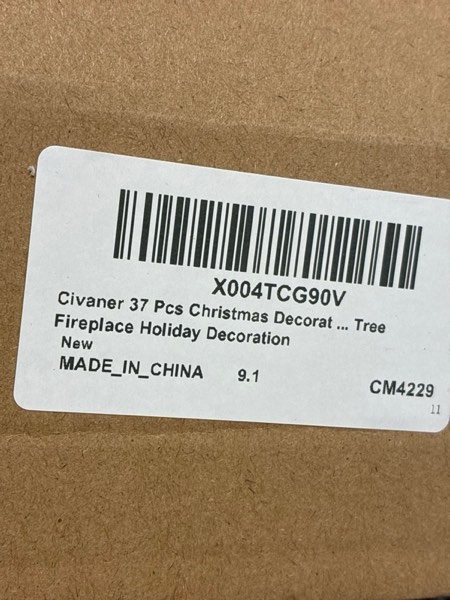 X004TCG90V
Civaner 37 Pcs Christmas Decorat ... Tree
Fireplace Holiday Decoration
New
MADE_IN_CHINA 9.1
CM4229
11